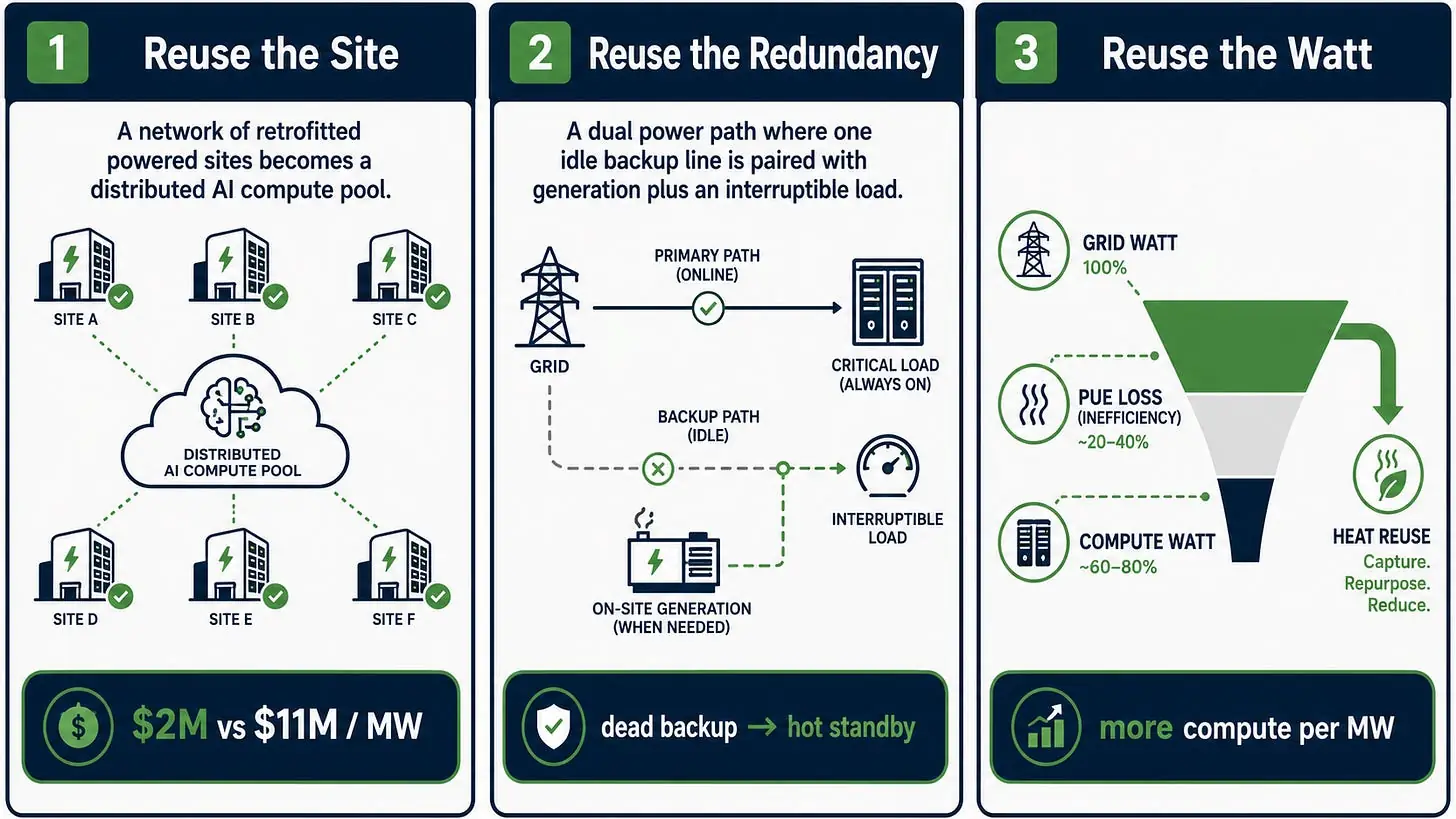 1 Reuse the Site
A network of retrofitted
powered sites becomes a
distributed AI compute pool.
SITE A
SITE B
SITE C
DISTRIBUTED
AI COMPUTE POOL
SITE D
SITE E
SITE F
$ $2M vs $11M / MW
2 Reuse the Redundancy
A dual power path where one
idle backup line is paired with
generation plus an interruptible load.
PRIMARY PATH
(ONLINE)
GRID
CRITICAL LOAD
(ALWAYS ON)
BACKUP PATH
(IDLE)
INTERRUPTIBLE
LOAD
ON-SITE GENERATION
(WHEN NEEDED)
dead backup → hot standby
3 Reuse the Watt
GRID WATT
100%
PUE LOSS
(INEFFICIENCY)
~20–40%
COMPUTE WATT
~60–80%
HEAT REUSE
Capture.
Repurpose.
Reduce.
more compute per MW